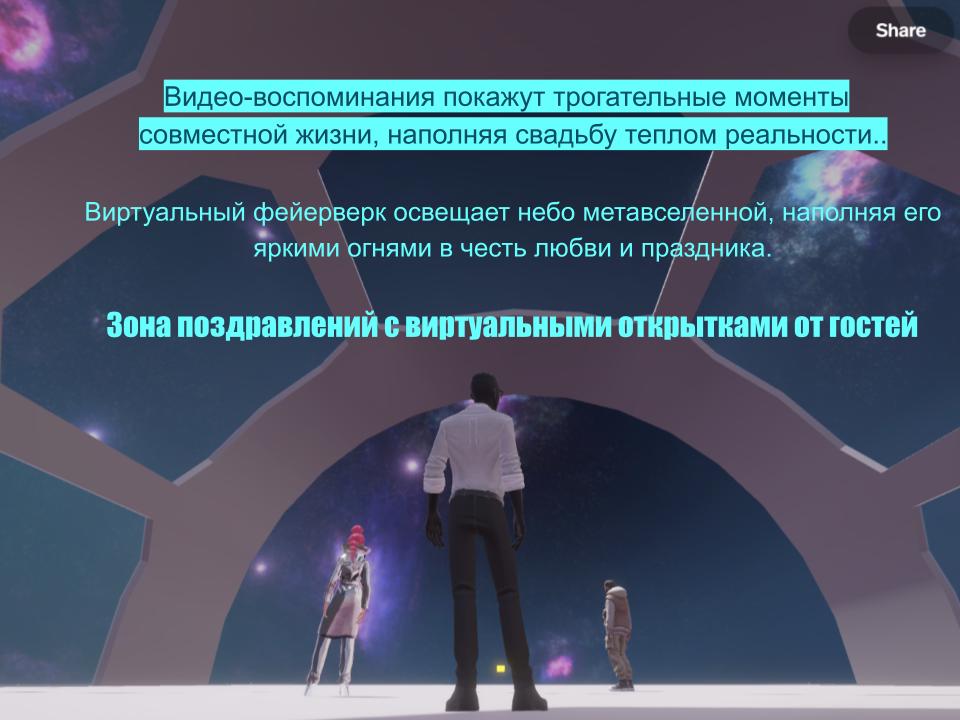 Share
Видео-воспоминания покажут трогательные моменты
совместной жизни, наполняя свадьбу теплом реальности..
Виртуальный фейерверк освещает небо метавселенной, наполняя его
яркими огнями в честь любви и праздника.
Зона поздравлений с виртуальными открытками от гостей